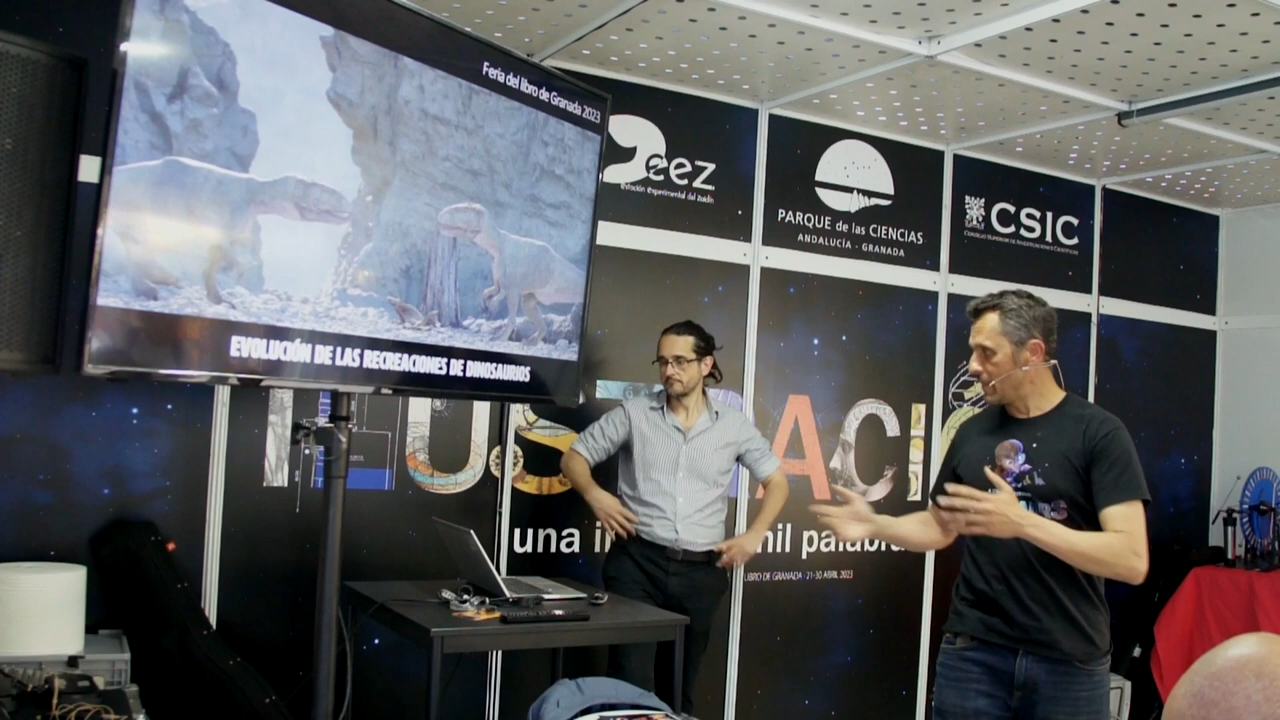 Feria del libro de Granada 2023
EVOLUCIÓN DE LAS RECREACIONES DE DINOSAURIOS
eez
Estación Experimental del Zaidín
PARQUE de las CIENCIAS
ANDALUCÍA - GRANADA
CSIC
CONSEJO SUPERIOR DE INVESTIGACIONES CIENTÍFICAS
ILUS RACI
una i mil palabra
LIBRO DE GRANADA · 21-30 ABRIL 2023